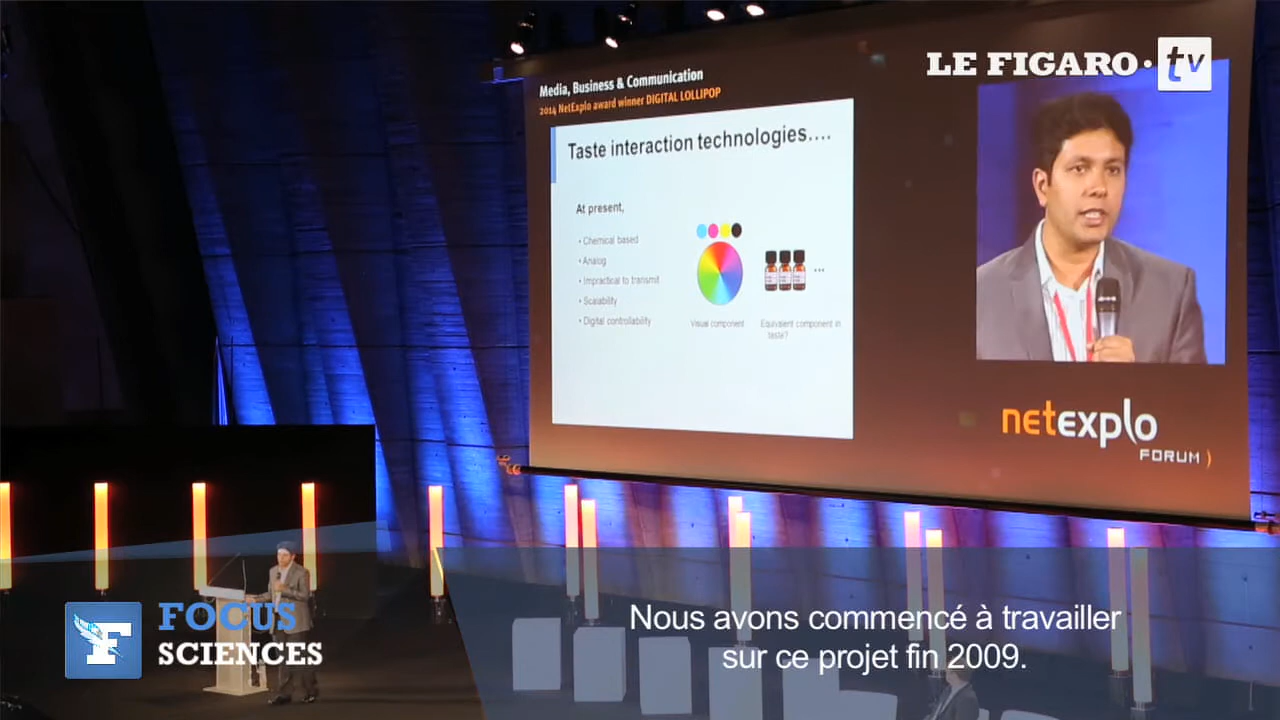 LE FIGARO · tv
Media, Business & Communication
2014 NetExplo award winner DIGITAL LOLLIPOP
Taste interaction technologies....
At present,
• Chemical based
• Analog
• Impractical to transmit
• Scalability
• Digital controllability
Visual component
Equivalent component in
taste?
...
netexplo
FORUM
F
FOCUS
SCIENCES
Nous avons commencé à travailler
sur ce projet fin 2009.